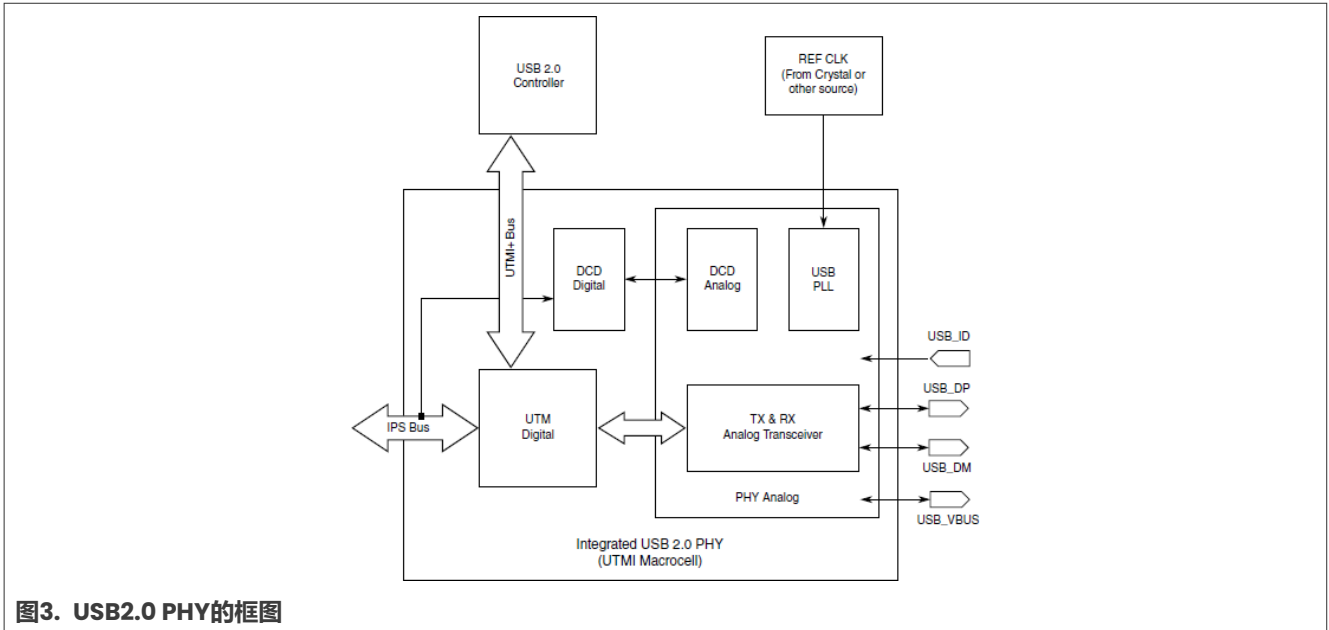 USB 2.0
Controller
REF CLK
(From Crystal or
other source)
UTMI+ Bus
DCD
Digital
DCD
Analog
USB
PLL
USB_ID
USB_DP
IPS Bus
UTM
Digital
TX & RX
Analog Transceiver
USB_DM
PHY Analog
USB_VBUS
Integrated USB 2.0 PHY
(UTMI Macrocell)
图3. USB2.0 PHY的框图